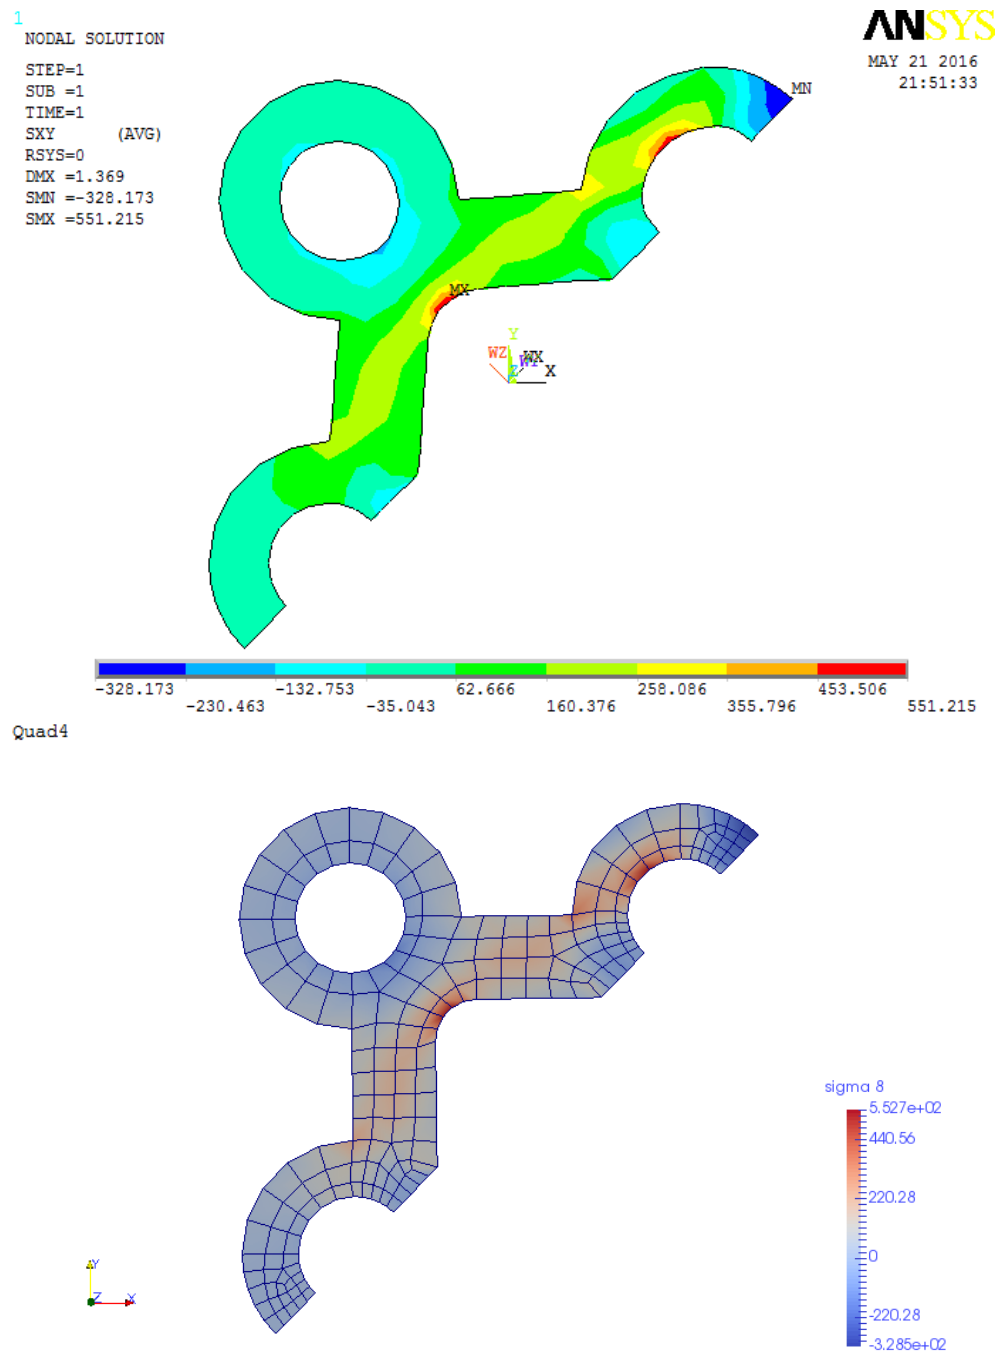 1
NODAL SOLUTION
STEP=1
SUB =1
TIME=1
SXY (AVG)
RSYS=0
DMX =1.369
SMN =-328.173
SMX =551.215
ANSYS
MAY 21 2016
21:51:33
MN
MX
Y
WZ
WX
Z
X
-328.173 -132.753 62.666 258.086 453.506
-230.463 -35.043 160.376 355.796 551.215
Quad4
sigma 8
5.527e+02
440.56
220.28
0
-220.28
-3.285e+02
Y
Z
X